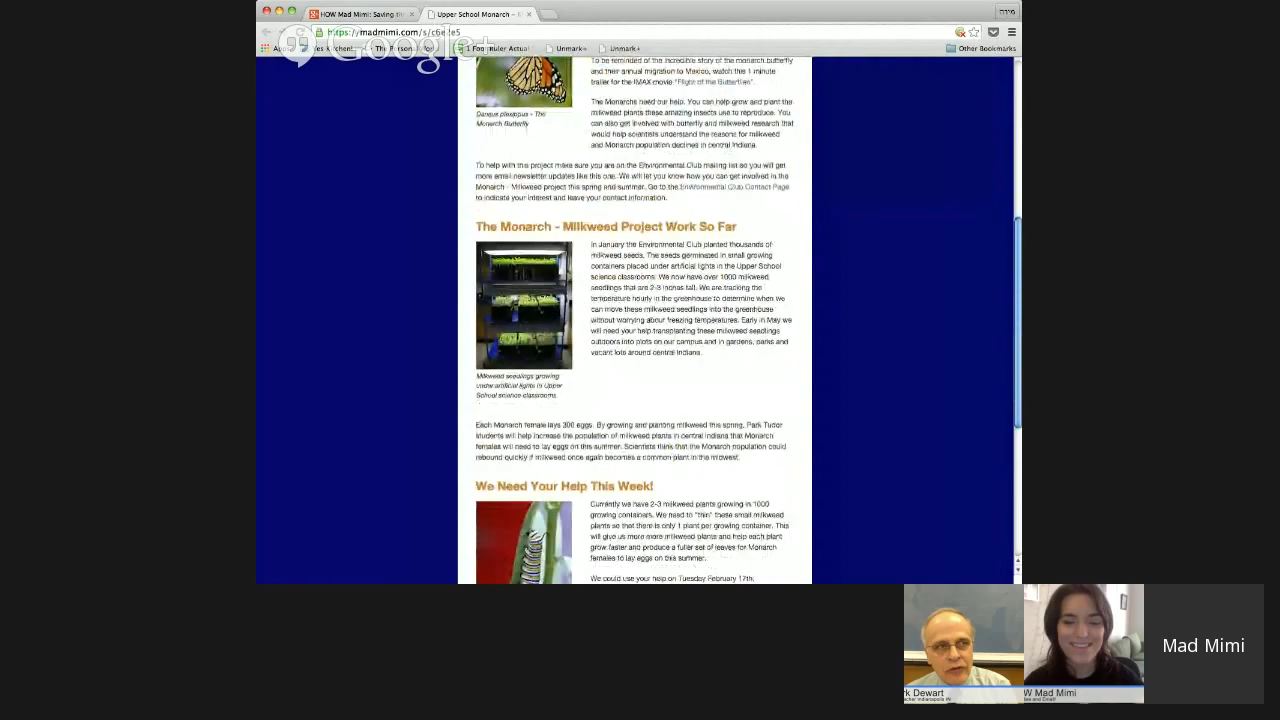 HOW Mad Mimi: Saving th
Upper School Monarch –
מירה
https://madmimi.com/s/c6e2e5
Google+
Yes Kitchen!
The Personal
1 Fog Ruler Actual
Unmark+
Unmark+
Other Bookmarks
To be reminded of the incredible story of the monarch butterfly
and their annual migration to Mexico, watch this 1 minute
trailer for the IMAX movie "Flight of the Butterflies".
Danaus plexippus - The
Monarch Butterfly
The Monarchs need our help. You can help grow and plant the
milkweed plants these amazing insects use to reproduce. You
can also get involved with butterfly and milkweed research that
would help scientists understand the reasons for milkweed
and Monarch population declines in central Indiana.
To help with this project make sure you are on the Environmental Club mailing list so you will get
more email newsletter updates like this one. We will let you know how you can get involved in the
Monarch - Milkweed project this spring and summer. Go to the Environmental Club Contact Page
to indicate your interest and leave your contact information.
The Monarch - Milkweed Project Work So Far
In January the Environmental Club planted thousands of
milkweed seeds. The seeds germinated in small growing
containers placed under artificial lights in the Upper School
science classrooms. We now have over 1000 milkweed
seedlings that are 2-3 inches tall. We are tracking the
temperature hourly in the greenhouse to determine when we
can move these milkweed seedlings into the greenhouse
without worrying about freezing temperatures. Early in May we
will need your help transplanting these milkweed seedlings
outdoors into plots on our campus and in gardens, parks and
vacant lots around central Indiana.
Milkweed seedlings growing
under artificial lights in Upper
School science classrooms.
Each Monarch female lays 300 eggs. By growing and planting milkweed this spring, Park Tudor
students will help increase the population of milkweed plants in central Indiana that Monarch
females will need to lay eggs on this summer. Scientists think that the Monarch population could
rebound quickly if milkweed once again becomes a common plant in the midwest.
We Need Your Help This Week!
Currently we have 2-3 milkweed plants growing in 1000
growing containers. We need to "thin" these small milkweed
plants so that there is only 1 plant per growing container. This
will give us more more milkweed plants and help each plant
grow faster and produce a fuller set of leaves for Monarch
females to lay eggs on this summer.
We could use your help on Tuesday February 17th,
rk Dewart
acher Indianapolis IN
W Mad Mimi
Mad Mimi